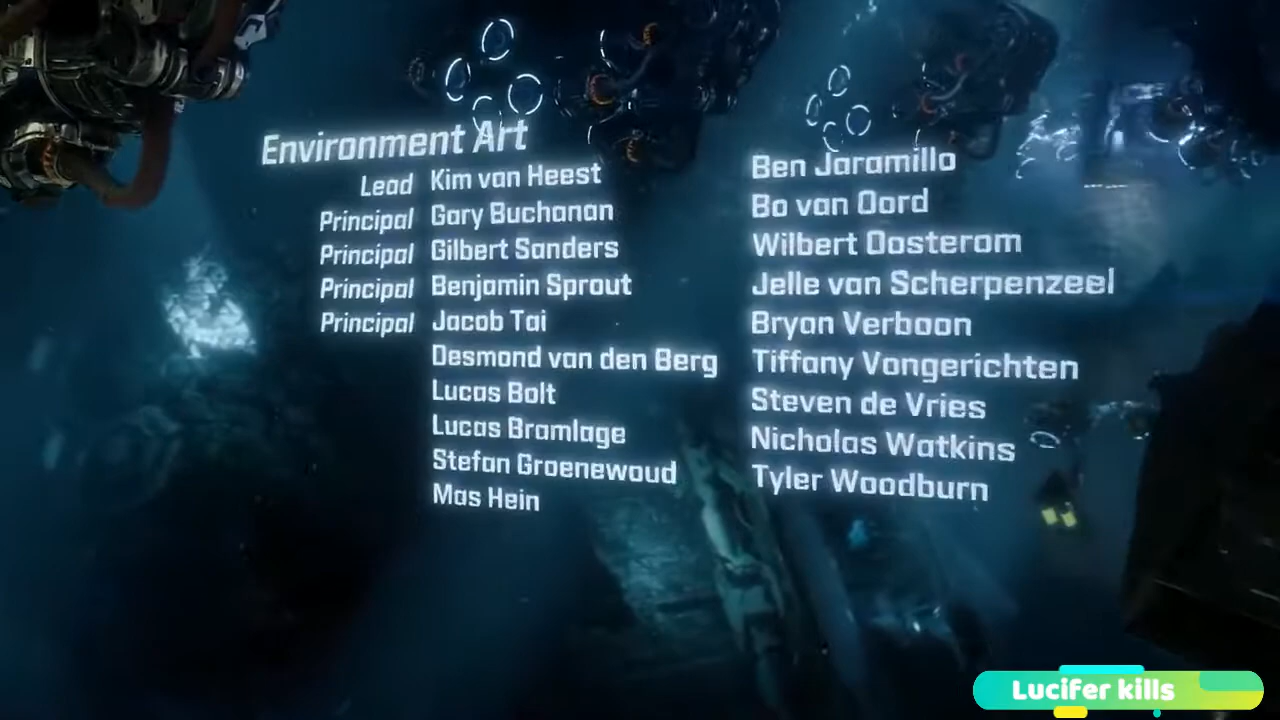 Environment Art
Lead Kim van Heest
Principal Gary Buchanan
Principal Gilbert Sanders
Principal Benjamin Sprout
Principal Jacob Tai
Desmond van den Berg
Lucas Bolt
Lucas Bramlage
Stefan Groenewoud
Mas Hein
Ben Jaramillo
Bo van Oord
Wilbert Oosterom
Jelle van Scherpenzeel
Bryan Verboon
Tiffany Vongerichten
Steven de Vries
Nicholas Watkins
Tyler Woodburn
Lucifer kills